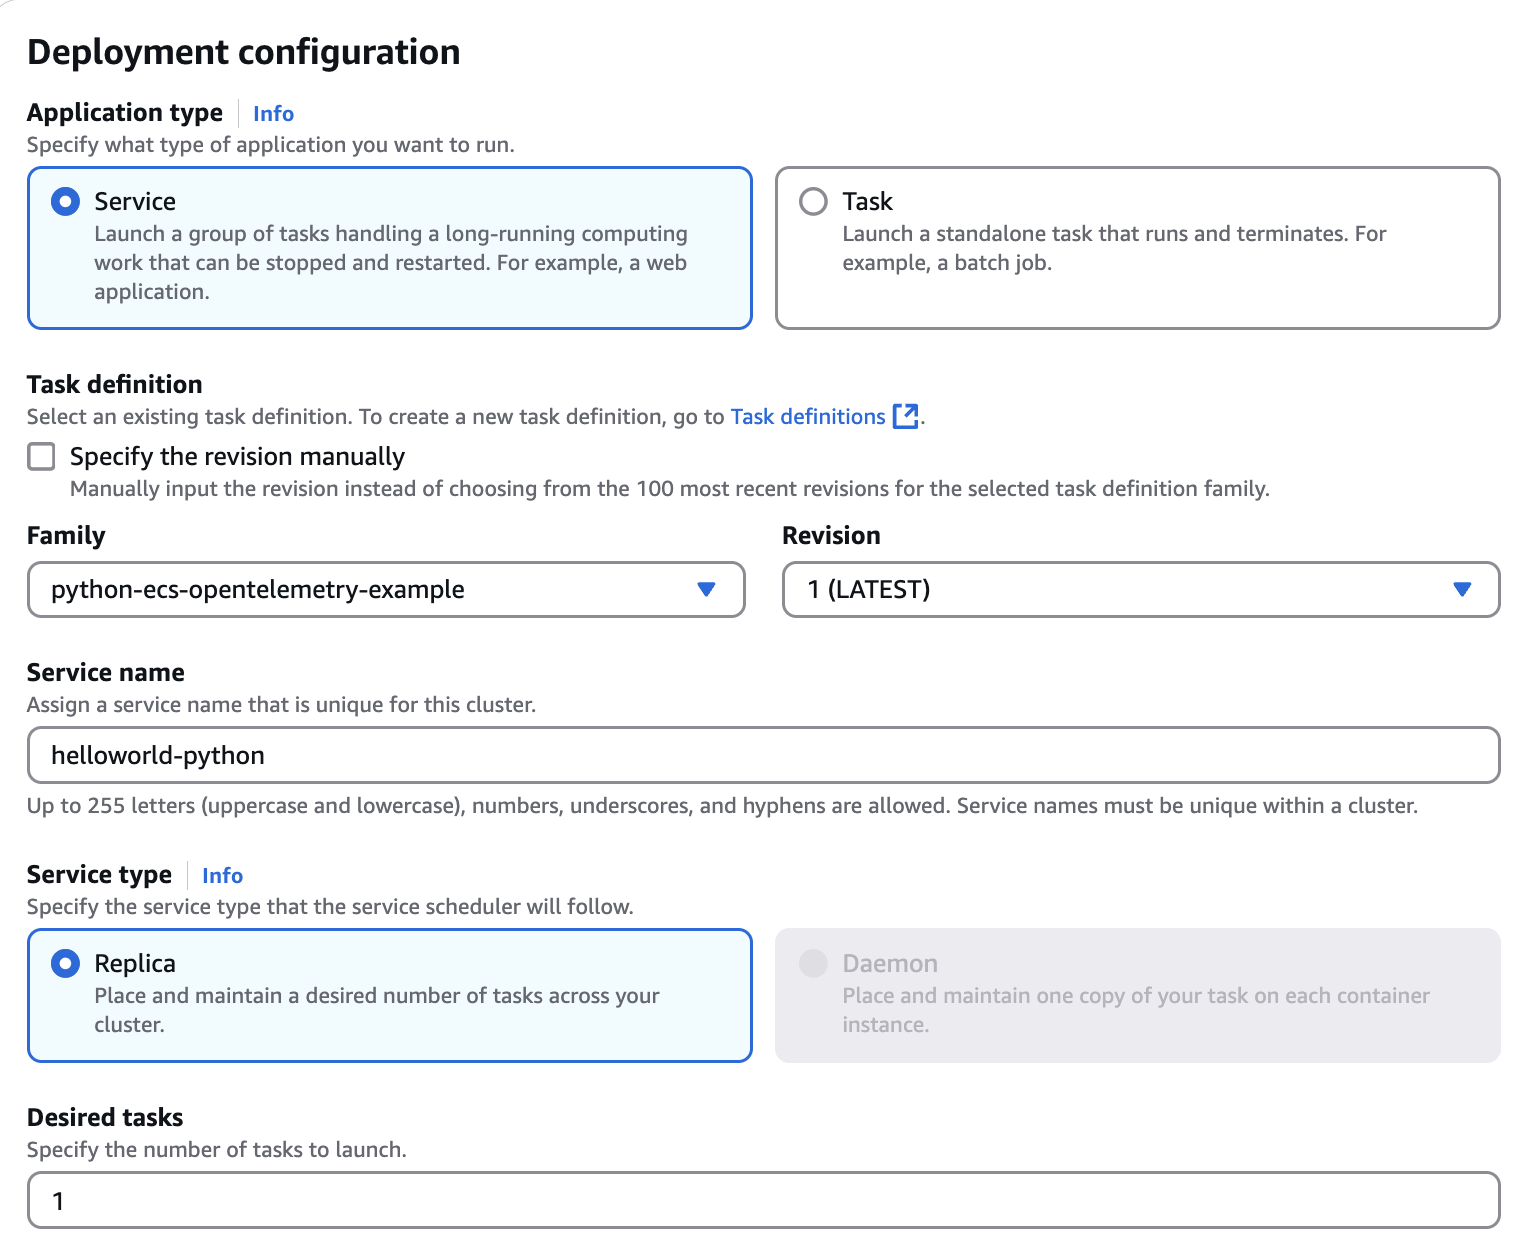 Deployment configuration
Application type Info
Specify what type of application you want to run.
Service
Launch a group of tasks handling a long-running computing
work that can be stopped and restarted. For example, a web
application.
Task
Launch a standalone task that runs and terminates. For
example, a batch job.
Task definition
Select an existing task definition. To create a new task definition, go to Task definitions.
Specify the revision manually
Manually input the revision instead of choosing from the 100 most recent revisions for the selected task definition family.
Family
python-ecs-opentelemetry-example
Revision
1 (LATEST)
Service name
Assign a service name that is unique for this cluster.
helloworld-python
Up to 255 letters (uppercase and lowercase), numbers, underscores, and hyphens are allowed. Service names must be unique within a cluster.
Service type Info
Specify the service type that the service scheduler will follow.
Replica
Place and maintain a desired number of tasks across your
cluster.
Daemon
Place and maintain one copy of your task on each container
instance.
Desired tasks
Specify the number of tasks to launch.
1